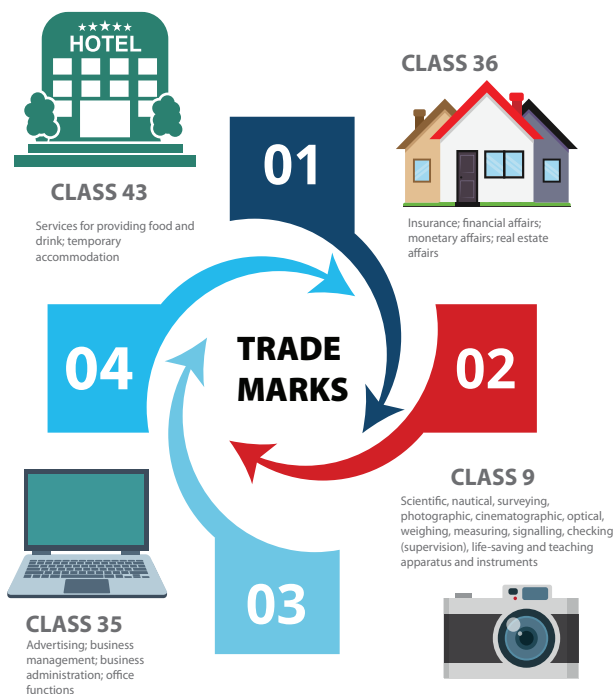 ★★★★★
HOTEL
CLASS 43
Services for providing food and
drink; temporary
accommodation
01
CLASS 36
Insurance; financial affairs;
monetary affairs; real estate
affairs
04
TRADE
MARKS
02
CLASS 9
Scientific, nautical, surveying,
photographic, cinematographic, optical,
weighing, measuring, signalling, checking
(supervision), life-saving and teaching
apparatus and instruments
03
CLASS 35
Advertising; business
management; business
administration; office
functions